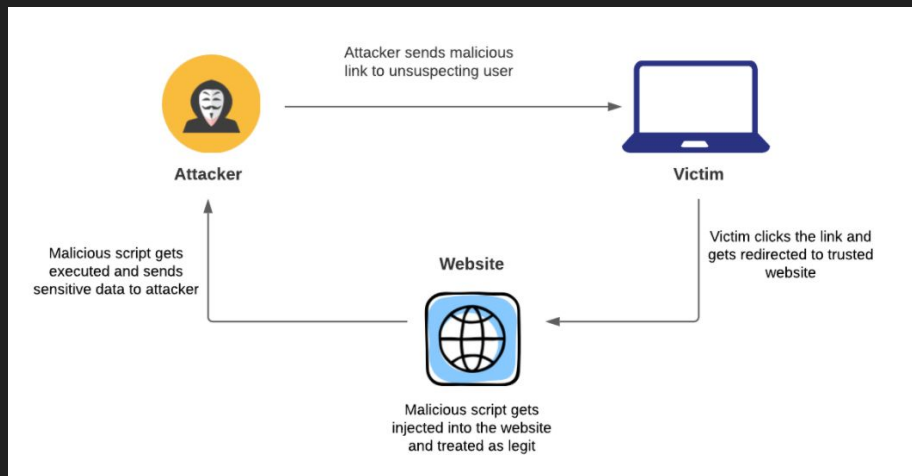 Attacker sends malicious
link to unsuspecting user
Attacker
Victim
Malicious script gets
executed and sends
sensitive data to attacker
Victim clicks the link and
gets redirected to trusted
website
Website
Malicious script gets
injected into the website
and treated as legit